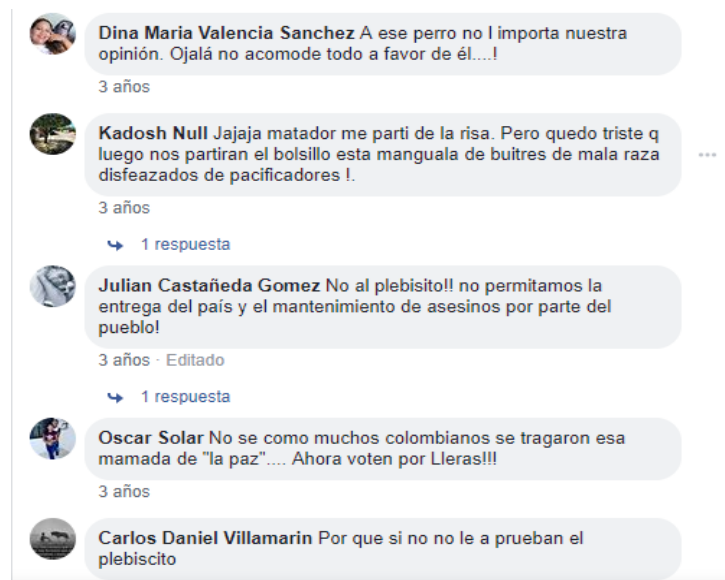 Dina Maria Valencia Sanchez A ese perro no l importa nuestra
opinión. Ojalá no acomode todo a favor de él....!
3 años
Kadosh Null Jajaja matador me parti de la risa. Pero quedo triste q
luego nos partiran el bolsillo esta manguala de buitres de mala raza
disfeazados de pacificadores !.
3 años
1 respuesta
Julian Castañeda Gomez No al plebisito!! no permitamos la
entrega del país y el mantenimiento de asesinos por parte del
pueblo!
3 años · Editado
1 respuesta
Oscar Solar No se como muchos colombianos se tragaron esa
mamada de "la paz".... Ahora voten por Lleras!!!
3 años
Carlos Daniel Villamarin Por que si no no le a prueban el
plebiscito